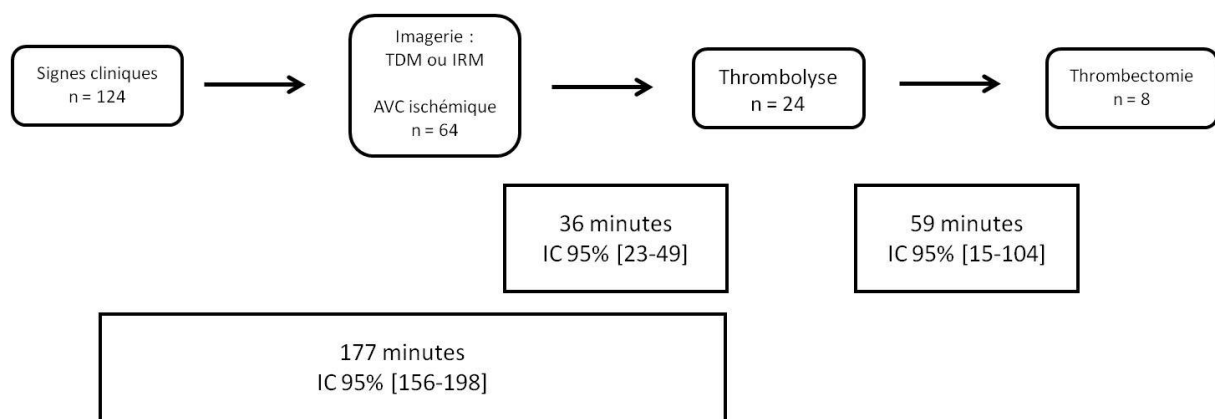 Signes cliniques
n = 124
Imagerie :
TDM ou IRM
AVC ischémique
n = 64
Thrombolyse
n = 24
Thrombectomie
n = 8
36 minutes
IC 95% [23-49]
59 minutes
IC 95% [15-104]
177 minutes
IC 95% [156-198]